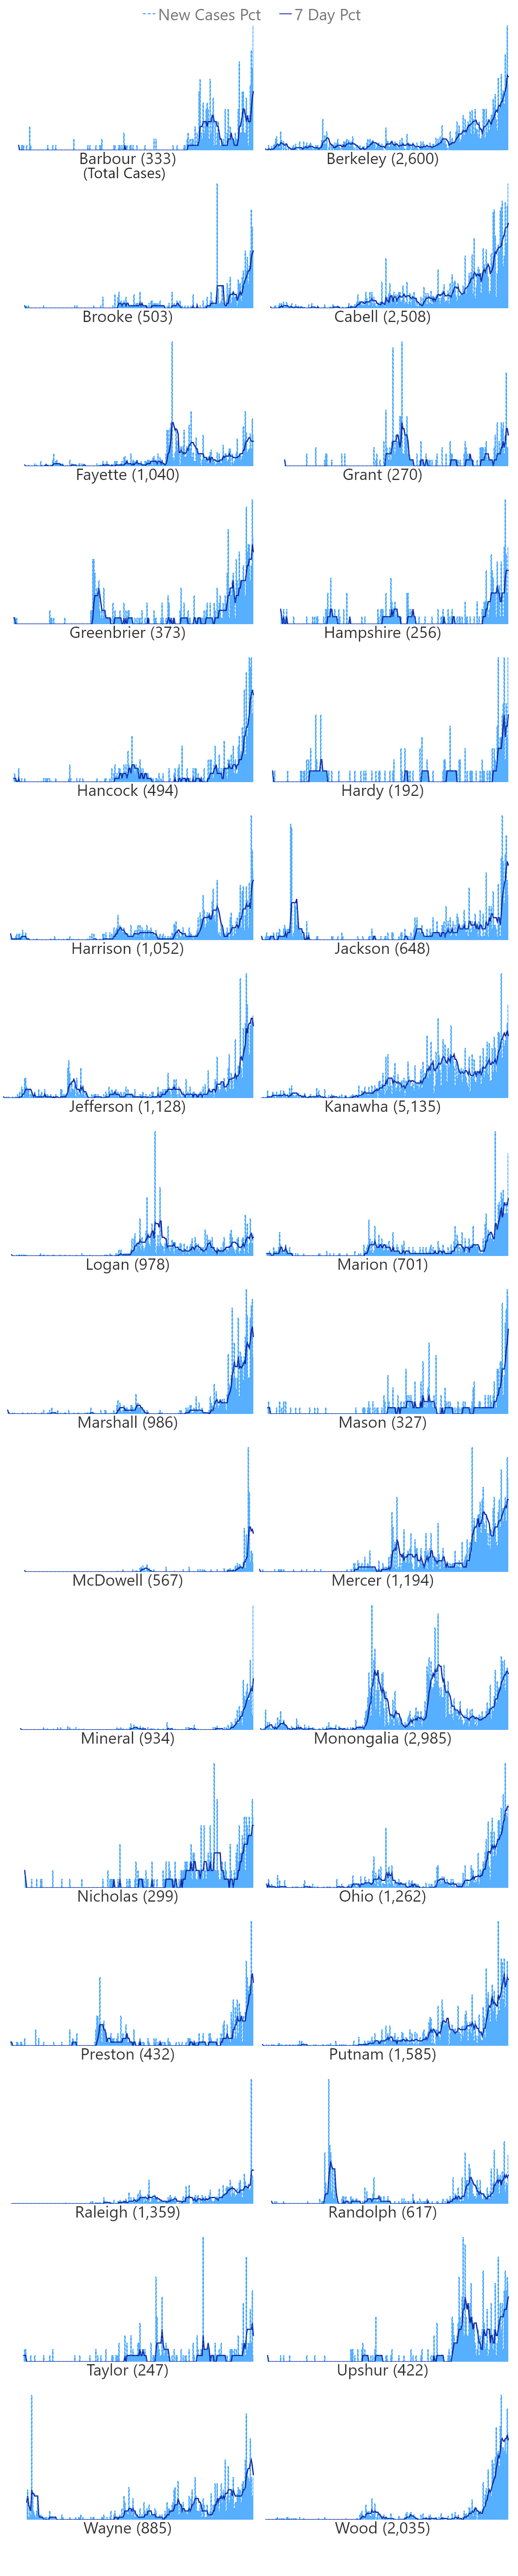 New Cases Pct 7 Day Pct
Barbour (333) Berkeley (2,600)
(Total Cases)
Brooke (503) Cabell (2,508)
Fayette (1,040) Grant (270)
Greenbrier (373) Hampshire (256)
Hancock (494) Hardy (192)
Harrison (1,052) Jackson (648)
Jefferson (1,128) Kanawha (5,135)
Logan (978) Marion (701)
Marshall (986) Mason (327)
McDowell (567) Mercer (1,194)
Mineral (934) Monongalia (2,985)
Nicholas (299) Ohio (1,262)
Preston (432) Putnam (1,585)
Raleigh (1,359) Randolph (617)
Taylor (247) Upshur (422)
Wayne (885) Wood (2,035)